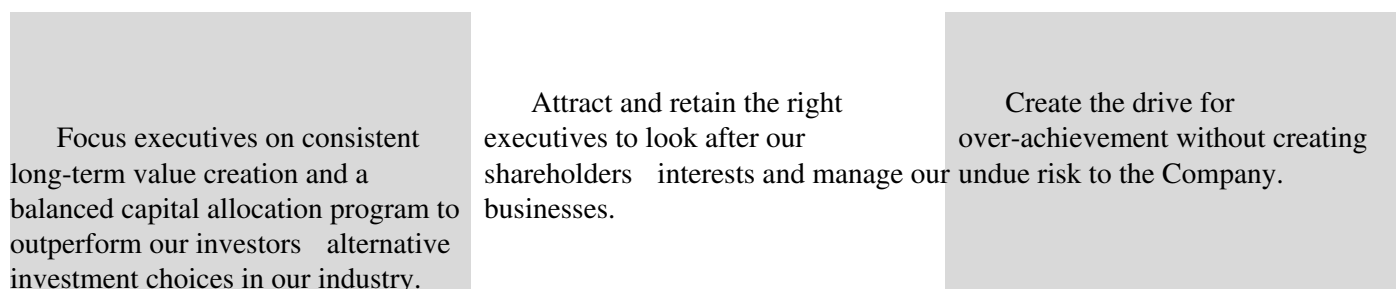 Focus executives on consistent
long-term value creation and a
balanced capital allocation program to
outperform our investors alternative
investment choices in our industry.
Attract and retain the right
executives to look after our
shareholders interests and manage our
businesses.
Create the drive for
over-achievement without creating
undue risk to the Company.